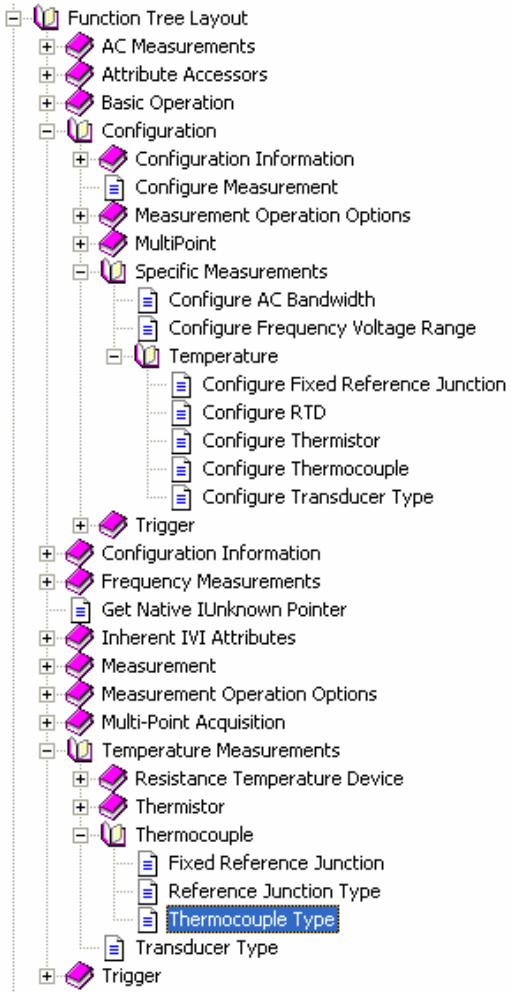 Function Tree Layout
AC Measurements
Attribute Accessors
Basic Operation
Configuration
Configuration Information
Configure Measurement
Measurement Operation Options
MultiPoint
Specific Measurements
Configure AC Bandwidth
Configure Frequency Voltage Range
Temperature
Configure Fixed Reference Junction
Configure RTD
Configure Thermistor
Configure Thermocouple
Configure Transducer Type
Trigger
Configuration Information
Frequency Measurements
Get Native IUnknown Pointer
Inherent IVI Attributes
Measurement
Measurement Operation Options
Multi-Point Acquisition
Temperature Measurements
Resistance Temperature Device
Thermistor
Thermocouple
Fixed Reference Junction
Reference Junction Type
Thermocouple Type
Transducer Type
Trigger